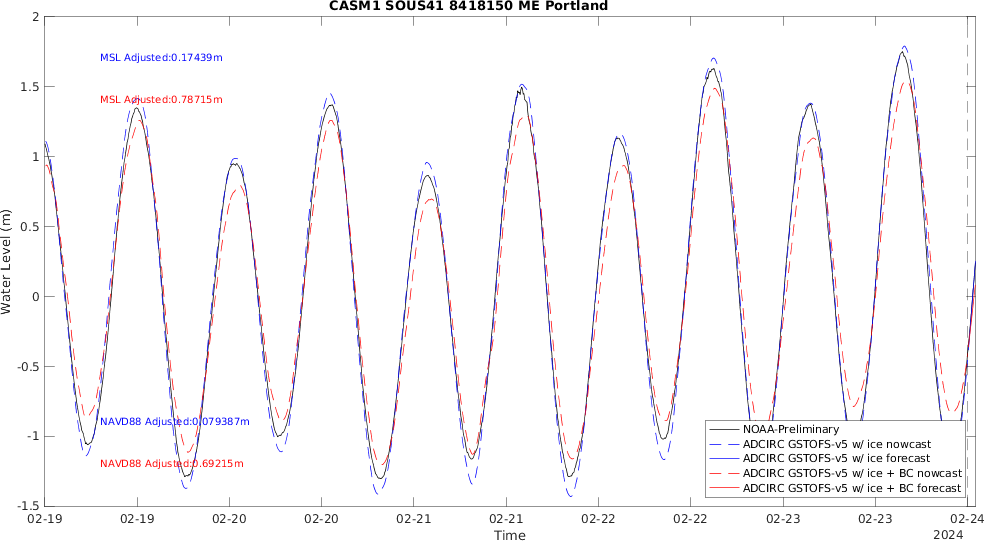 CASM1 SOUS41 8418150 ME Portland
2
MSL Adjusted:0.17439m
1.5
MSL Adjusted:0.78715m
1
0.5
Water Level (m)
0
-0.5
NAVD88 Adjusted:0.079387m
-1
NOAA-Preliminary
ADCIRC GSTOFS-v5 w/ ice nowcast
ADCIRC GSTOFS-v5 w/ ice forecast
NAVD88 Adjusted:0.69215m
ADCIRC GSTOFS-v5 w/ ice + BC nowcast
ADCIRC GSTOFS-v5 w/ ice + BC forecast
-1.5
02-19 02-19 02-20 02-20 02-21 02-21 02-22 02-22 02-23 02-23 02-24
Time
2024